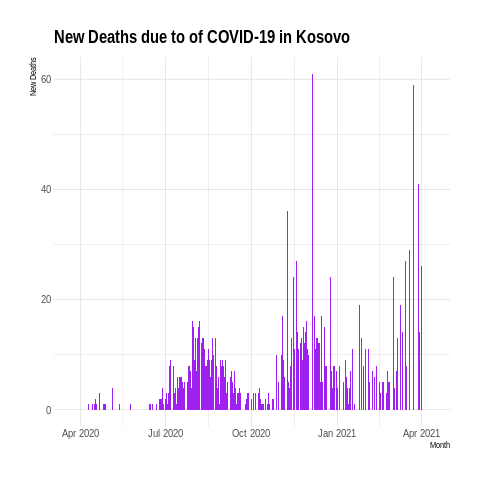 New Deaths due to of COVID-19 in Kosovo
New Deaths
60
40
20
0
Apr 2020 Jul 2020 Oct 2020 Jan 2021 Apr 2021
Month